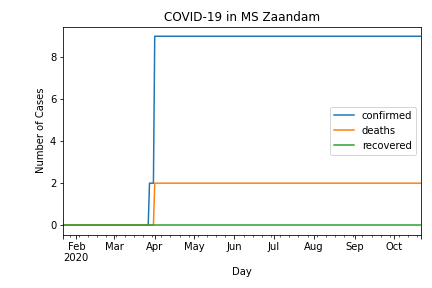 COVID-19 in MS Zaandam
Number of Cases
8
6
4
2
0
confirmed
deaths
recovered
Feb Mar Apr May Jun Jul Aug Sep Oct
2020
Day